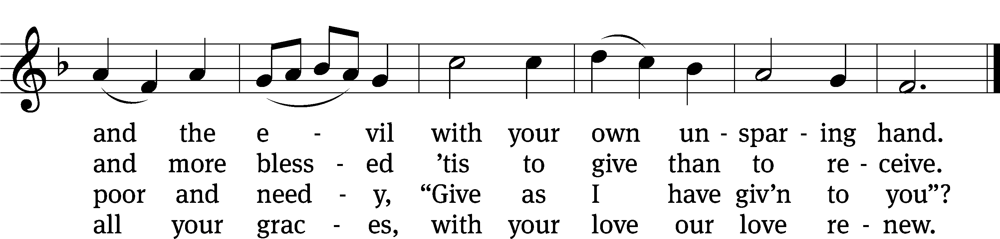 and the e - vil with your own un - spar - ing hand.
and more bless - ed ’tis to give than to re - ceive.
poor and need - y, “Give as I have giv’n to you”?
all your grac - es, with your love our love re - new.